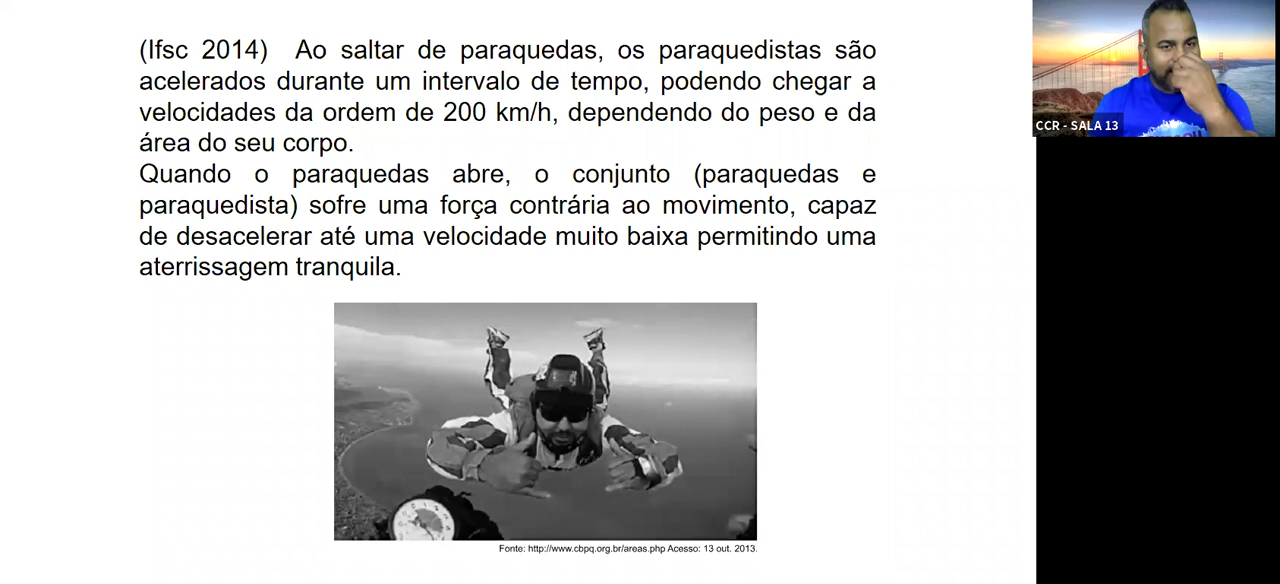 (Ifsc 2014) Ao saltar de paraquedas, os paraquedistas são
acelerados durante um intervalo de tempo, podendo chegar a
velocidades da ordem de 200 km/h, dependendo do peso e da
área do seu corpo.
Quando o paraquedas abre, o conjunto (paraquedas e
paraquedista) sofre uma força contrária ao movimento, capaz
de desacelerar até uma velocidade muito baixa permitindo uma
aterrissagem tranquila.
Fonte: http://www.cbpq.org.br/areas.php Acesso: 13 out. 2013.
CCR - SALA 13